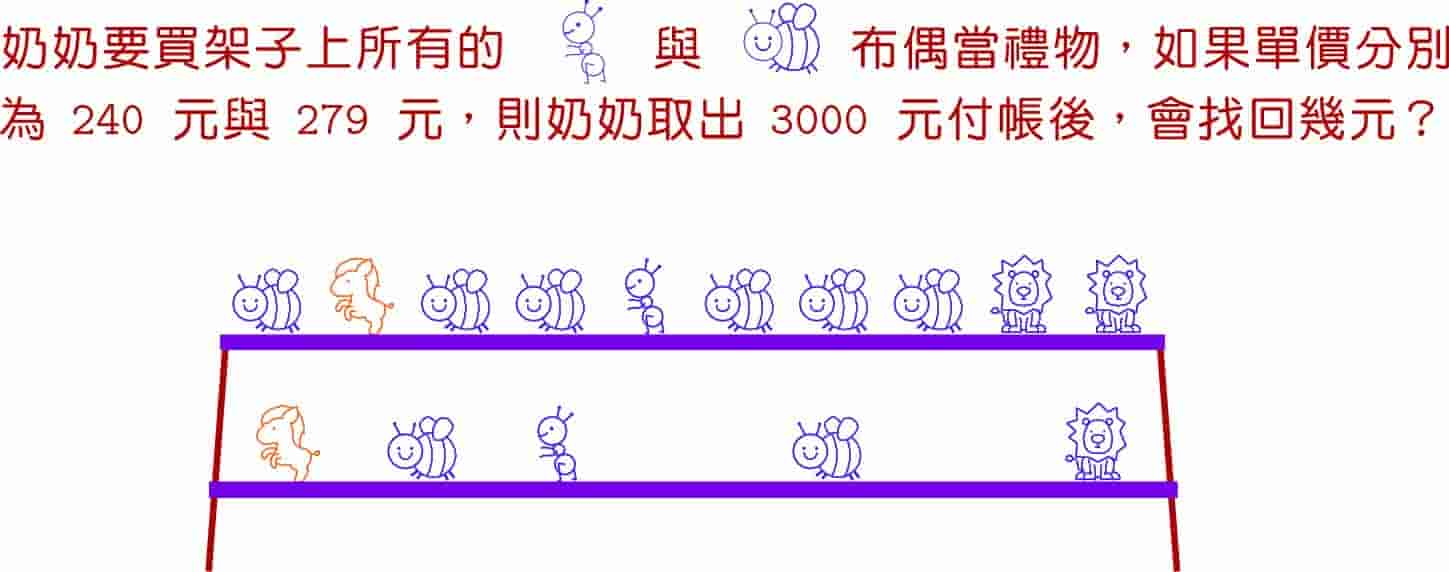 奶奶要買架子上所有的 與 布偶當禮物，如果單價分別
為 240 元與 279 元，則奶奶取出 3000 元付帳後，會找回幾元？